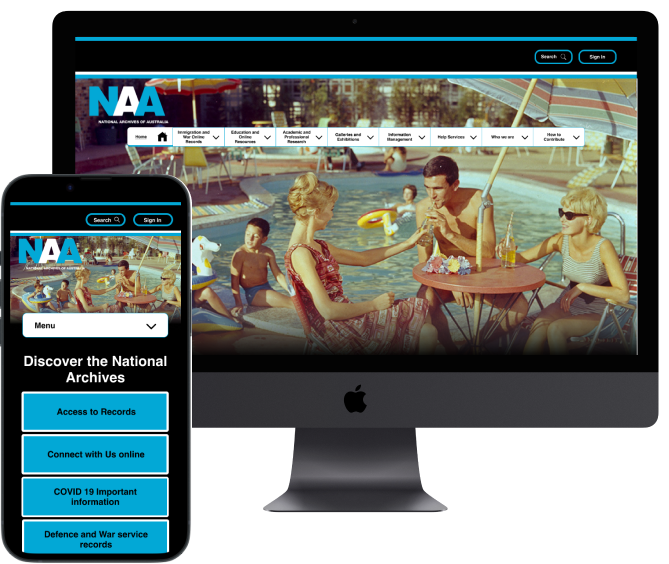 Search
Sign In
NAA
NATIONAL ARCHIVES OF AUSTRALIA
Home
Immigration and
War Online
Records
Education and
Online
Resources
Academic and
Professional
Research
Galleries and
Exhibitions
Information
Management
Help Services
Who we are
How to
Contribute
Search
Sign In
NAA
NATIONAL ARCHIVES OF AUSTRALIA
Menu
Discover the National
Archives
Access to Records
Connect with Us online
COVID 19 Important
information
Defence and War service
records